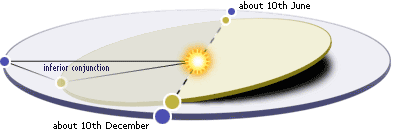 about 10th June
inferior conjunction
about 10th December